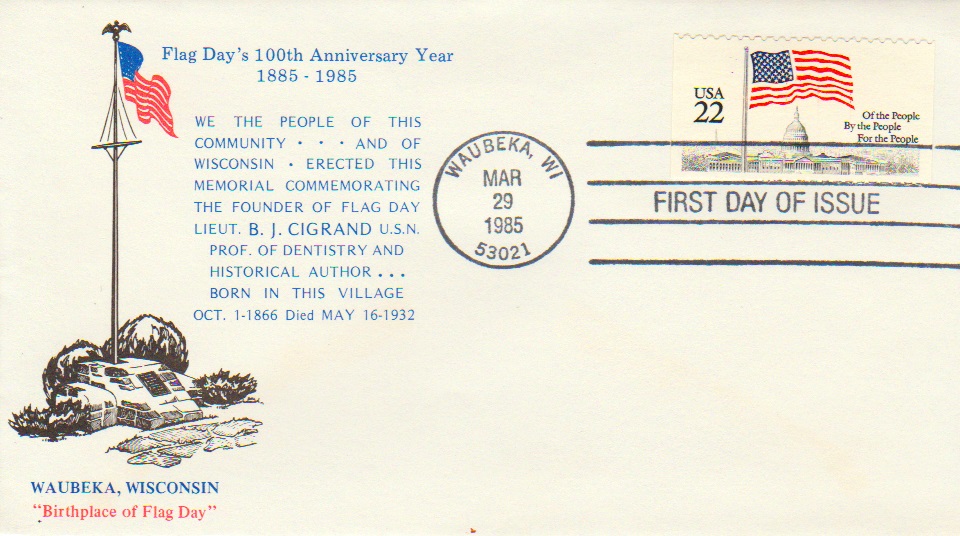 Flag Day's 100th Anniversary Year
1885 - 1985
WE THE PEOPLE OF THIS
COMMUNITY · · · AND OF
WISCONSIN · ERECTED THIS
MEMORIAL COMMEMORATING
THE FOUNDER OF FLAG DAY
LIEUT. B. J. CIGRAND U.S.N.
PROF. OF DENTISTRY AND
HISTORICAL AUTHOR . . .
BORN IN THIS VILLAGE
OCT. 1-1866 Died MAY 16-1932
WAUBEKA, WISCONSIN
"Birthplace of Flag Day"
WAUBEKA, WI
MAR
29
1985
53021
USA
22
Of the People
By the People
For the People
FIRST DAY OF ISSUE